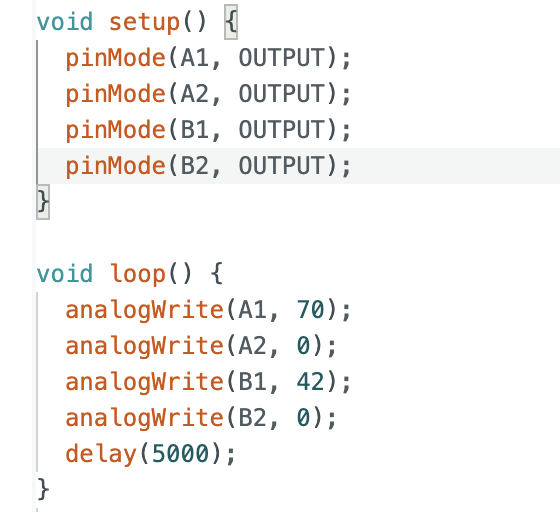 void setup() {
  pinMode(A1, OUTPUT);
  pinMode(A2, OUTPUT);
  pinMode(B1, OUTPUT);
  pinMode(B2, OUTPUT);
}

void loop() {
  analogWrite(A1, 70);
  analogWrite(A2, 0);
  analogWrite(B1, 42);
  analogWrite(B2, 0);
  delay(5000);
}